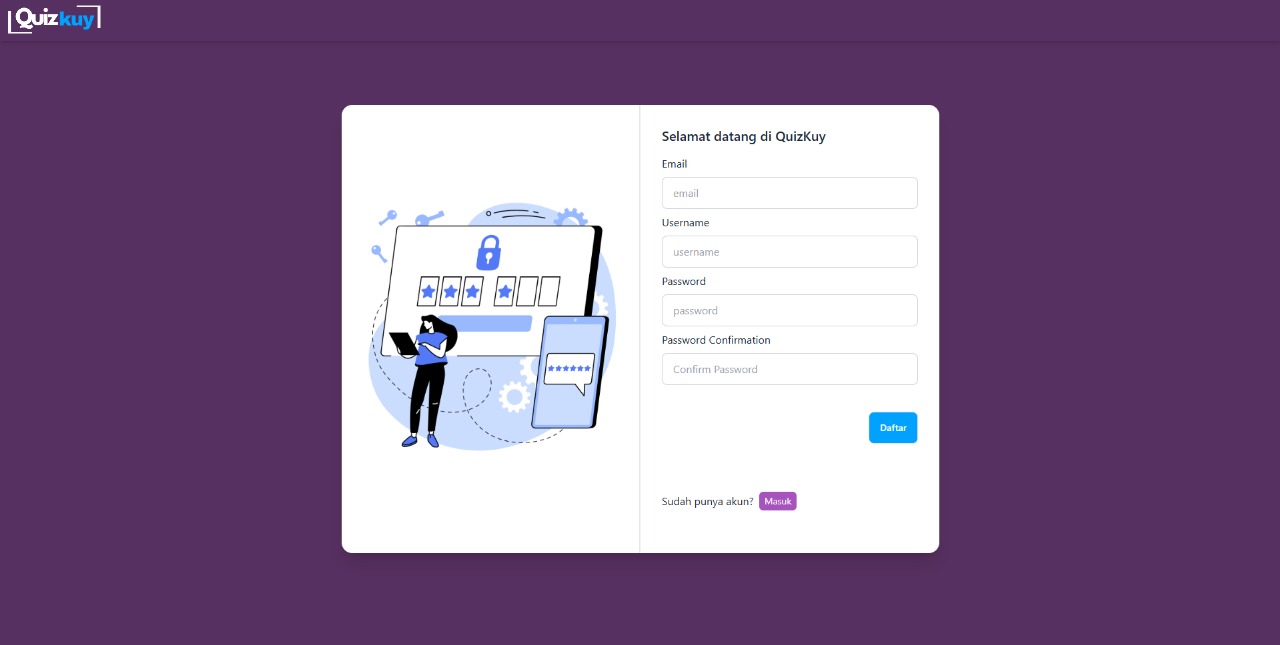 Quizkuy
Selamat datang di QuizKuy
Email
email
Username
username
Password
password
Password Confirmation
Confirm Password
Daftar
Sudah punya akun? Masuk